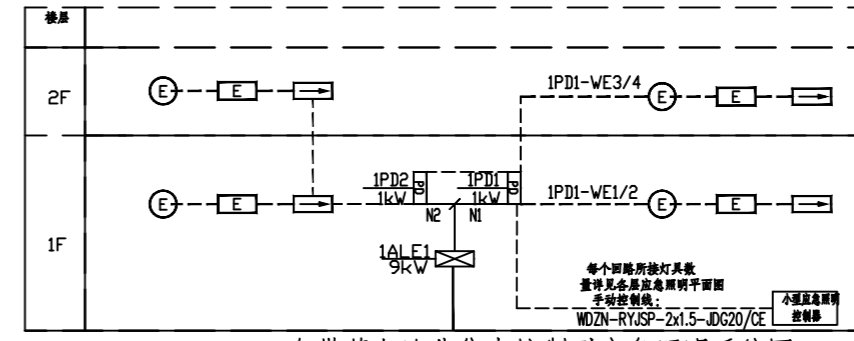 楼层
2F
E
E
1PD1-WE3/4
E
E
1F
E
E
1PD2
1kW
PD
1PD1
1kW
PD
N2
N1
1PD1-WE1/2
E
E
1ALE1
9kW
每个回路所接灯具数
量详见各层应急照明平面图
手动控制线:
WDZN-RYJSP-2x1.5-JDG20/CE
小型应急照明
控制器